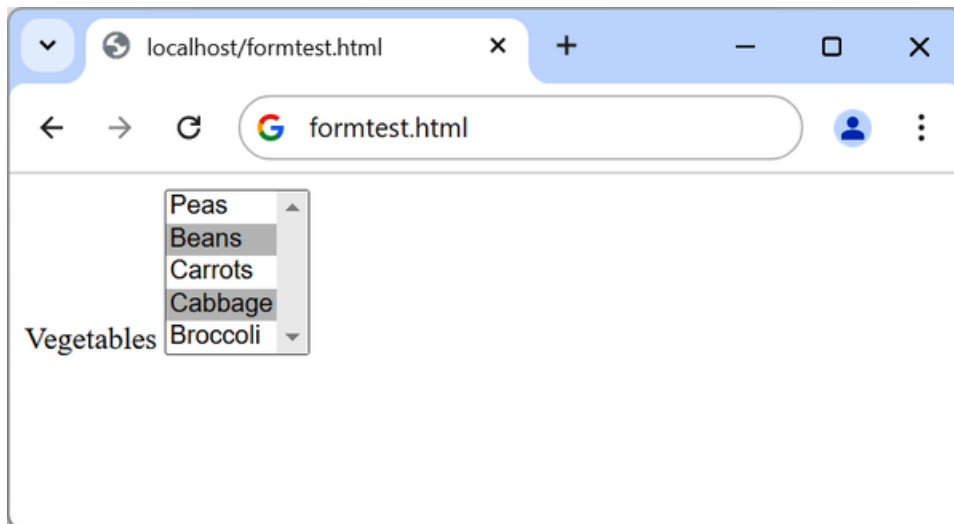 localhost/formtest.html
formtest.html
Peas
Beans
Carrots
Cabbage
Vegetables Broccoli